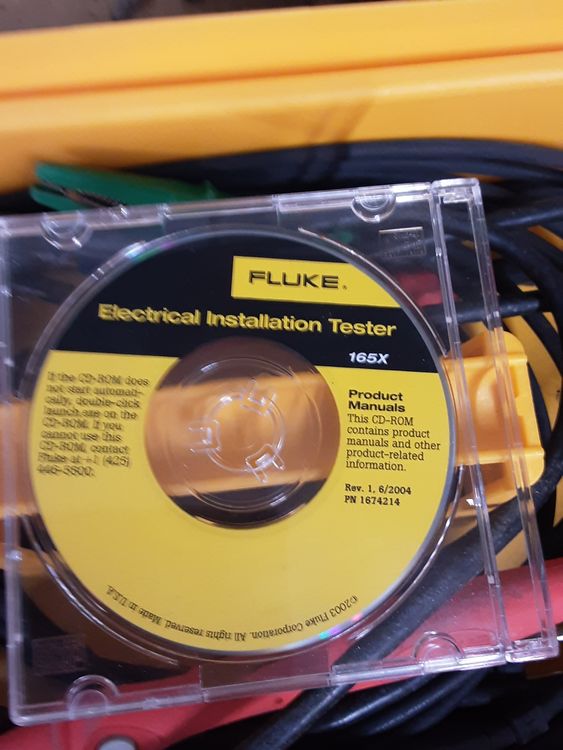 FLUKE®
Electrical Installation Tester
165X
If the CD-ROM does
not start automati-
cally, double-click
launch.exe on the
CD-ROM. If you
cannot use this
CD-ROM, contact
Fluke at +1 (425)
446-5500.
Product
Manuals
This CD-ROM
contains product
manuals and other
product-related
information.
Rev. 1, 6/2004
PN 1674214
©2003 Fluke Corporation. All rights reserved. Made in U.S.A.